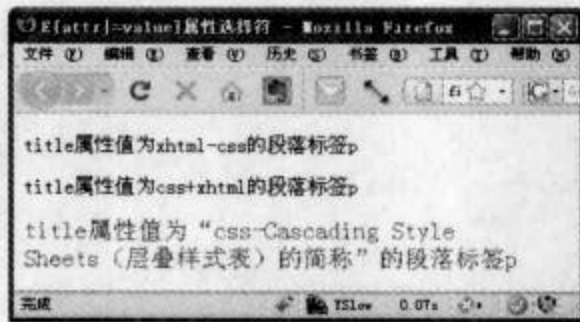 E[attr|=value]属性选择符 - Mozilla Firefox
文件 (F) 编辑 (E) 查看 (V) 历史 (S) 书签 (B) 工具 (T) 帮助 (H)
title属性值为xhtml-css的段落标签p
title属性值为css+xhtml的段落标签p
title属性值为“css-Cascading Style
Sheets（层叠样式表）的简称”的段落标签p
完成 YSlow 0.07s